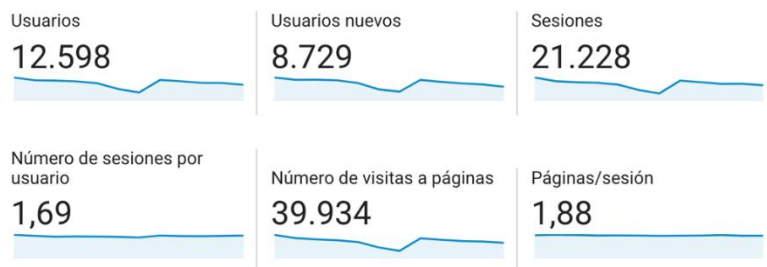 Usuarios
12.598
Usuarios nuevos
8.729
Sesiones
21.228
Número de sesiones por
usuario
1,69
Número de visitas a páginas
39.934
Páginas/sesión
1,88